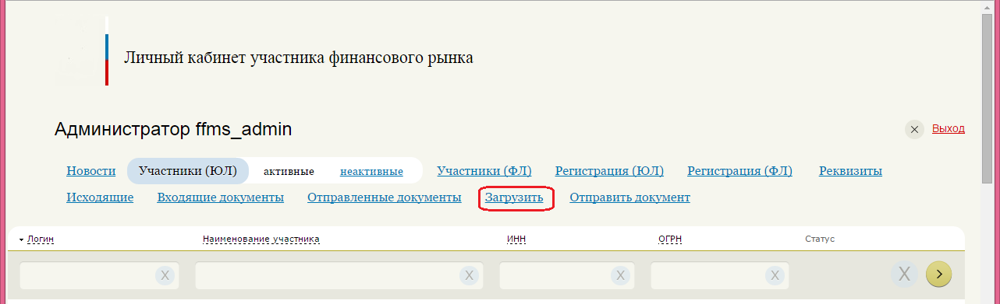 Личный кабинет участника финансового рынка
Администратор ffms_admin
Выход
Новости Участники (ЮЛ) активные неактивные Участники (ФЛ) Регистрация (ЮЛ) Регистрация (ФЛ) Реквизиты
Исходящие Входящие документы Отправленные документы Загрузить Отправить документ
Логин Наименование участника ИНН ОГРН Статус
X X X X X